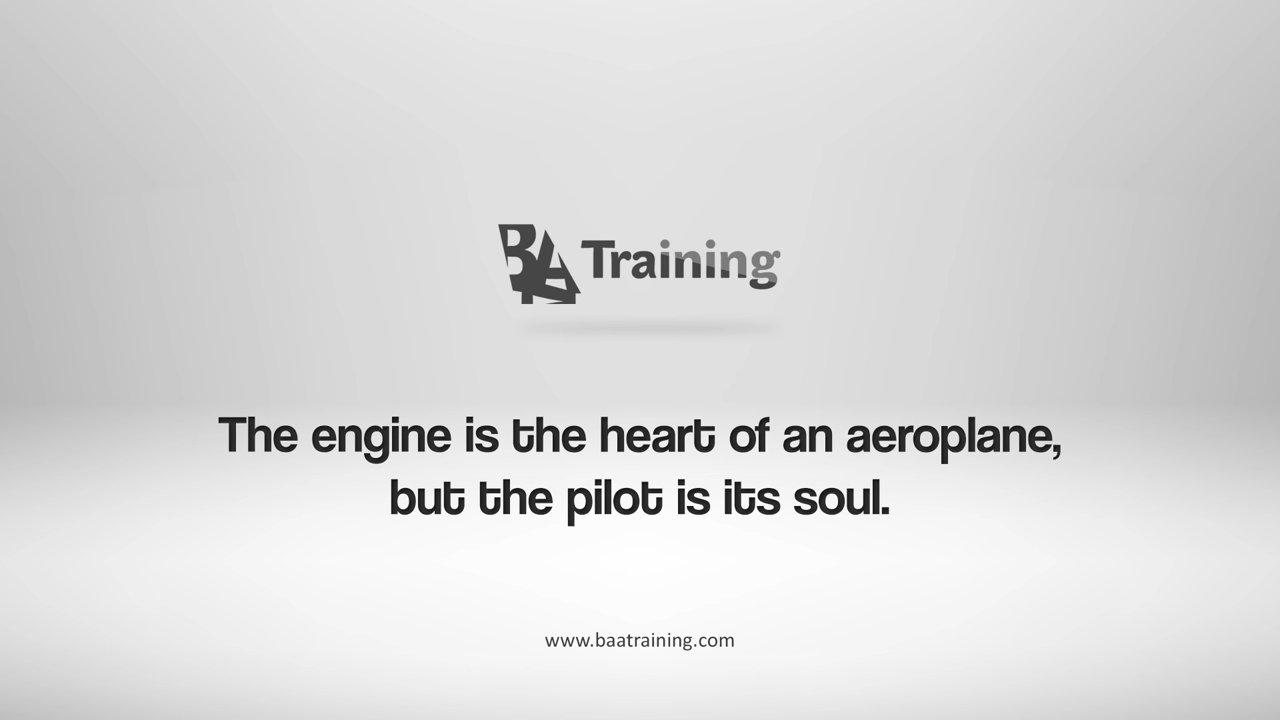 BAA Training
The engine is the heart of an aeroplane,
but the pilot is its soul.
www.baatraining.com